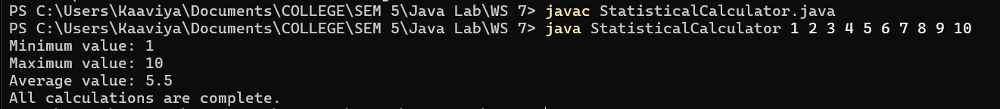 PS C:\Users\Kaaviya\Documents\COLLEGE\SEM 5\Java Lab\WS 7> javac StatisticalCalculator.java
PS C:\Users\Kaaviya\Documents\COLLEGE\SEM 5\Java Lab\WS 7> java StatisticalCalculator 1 2 3 4 5 6 7 8 9 10
Minimum value: 1
Maximum value: 10
Average value: 5.5
All calculations are complete.